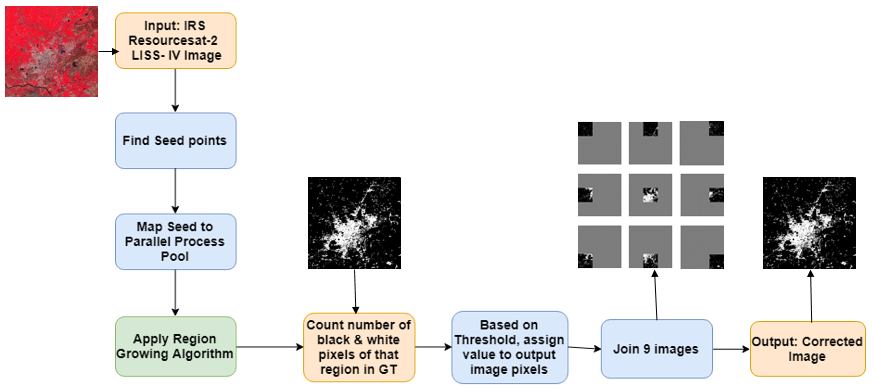 Input: IRS
Resourcesat-2
LISS- IV Image
Find Seed points
Map Seed to
Parallel Process
Pool
Apply Region
Growing Algorithm
Count number of
black & white
pixels of that
region in GT
Based on
Threshold, assign
value to output
image pixels
Join 9 images
Output: Corrected
Image